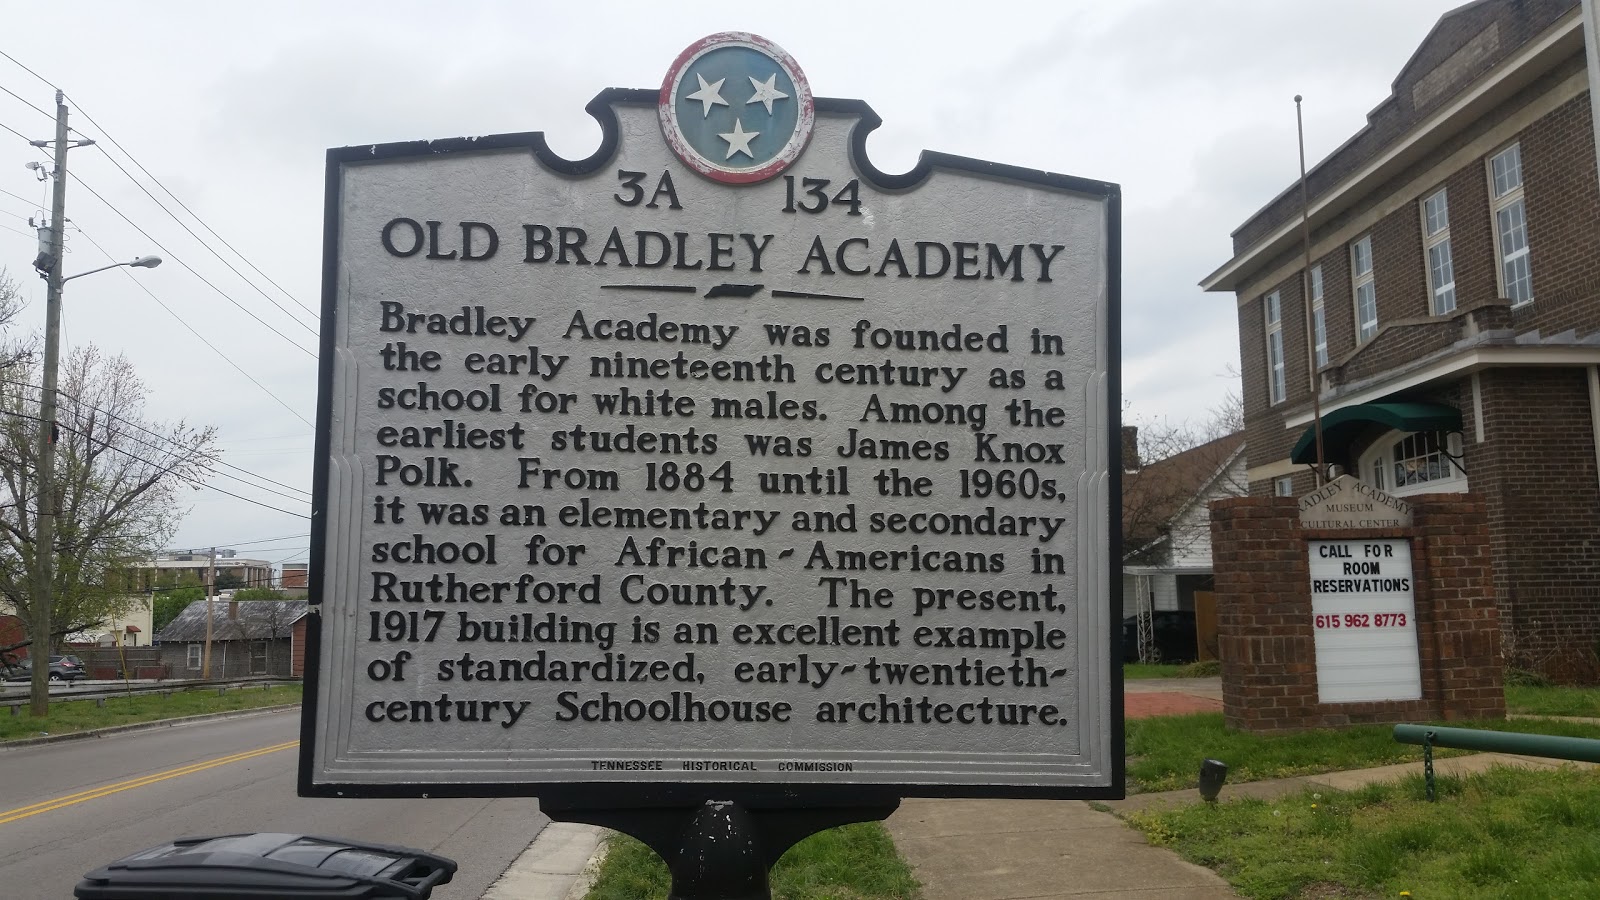 3A 134
OLD BRADLEY ACADEMY
Bradley Academy was founded in
the early nineteenth century as a
school for white males. Among the
earliest students was James Knox
Polk. From 1884 until the 1960s,
it was an elementary and secondary
school for African-Americans in
Rutherford County. The present,
1917 building is an excellent example
of standardized, early-twentieth-
century Schoolhouse architecture.
TENNESSEE HISTORICAL COMMISSION
ACADEMY
MUSEUM
CULTURAL CENTER
CALL FOR
ROOM
RESERVATIONS
615 962 8773